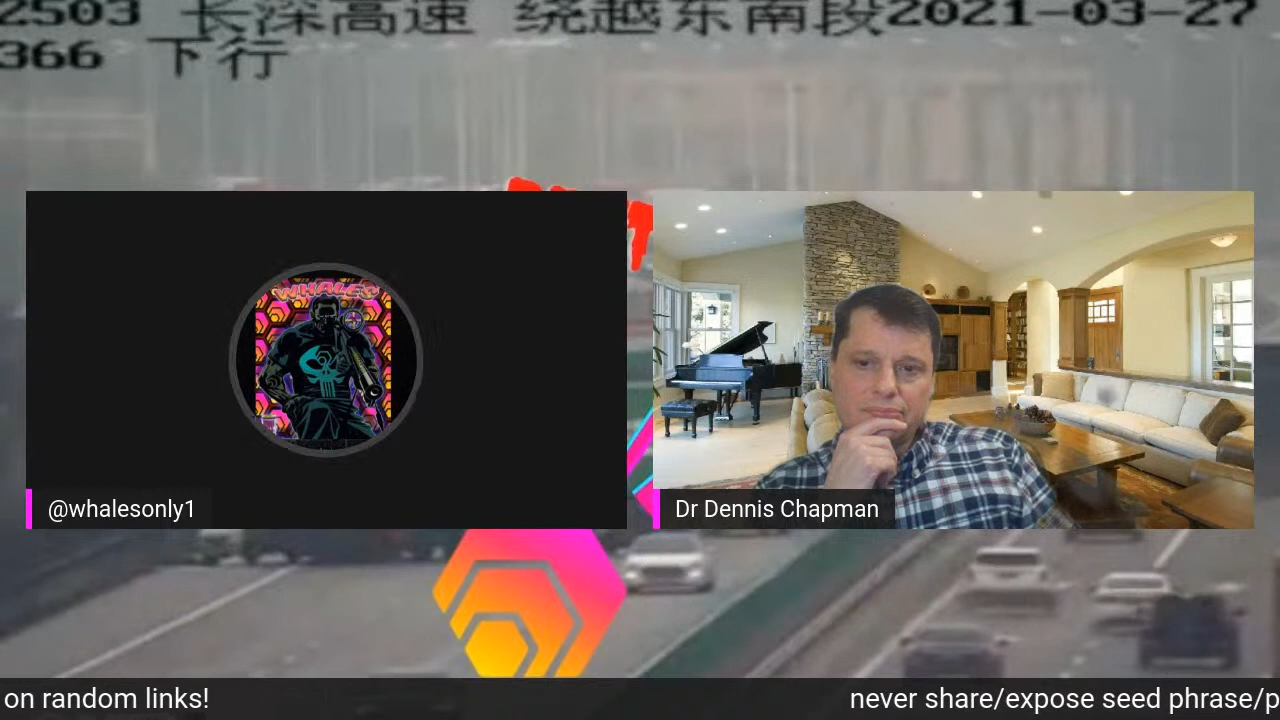 2503 长深高速 绕越东南段2021-03-27
366 下行
WHALES
@whalesonly1
Dr Dennis Chapman
on random links! never share/expose seed phrase/p